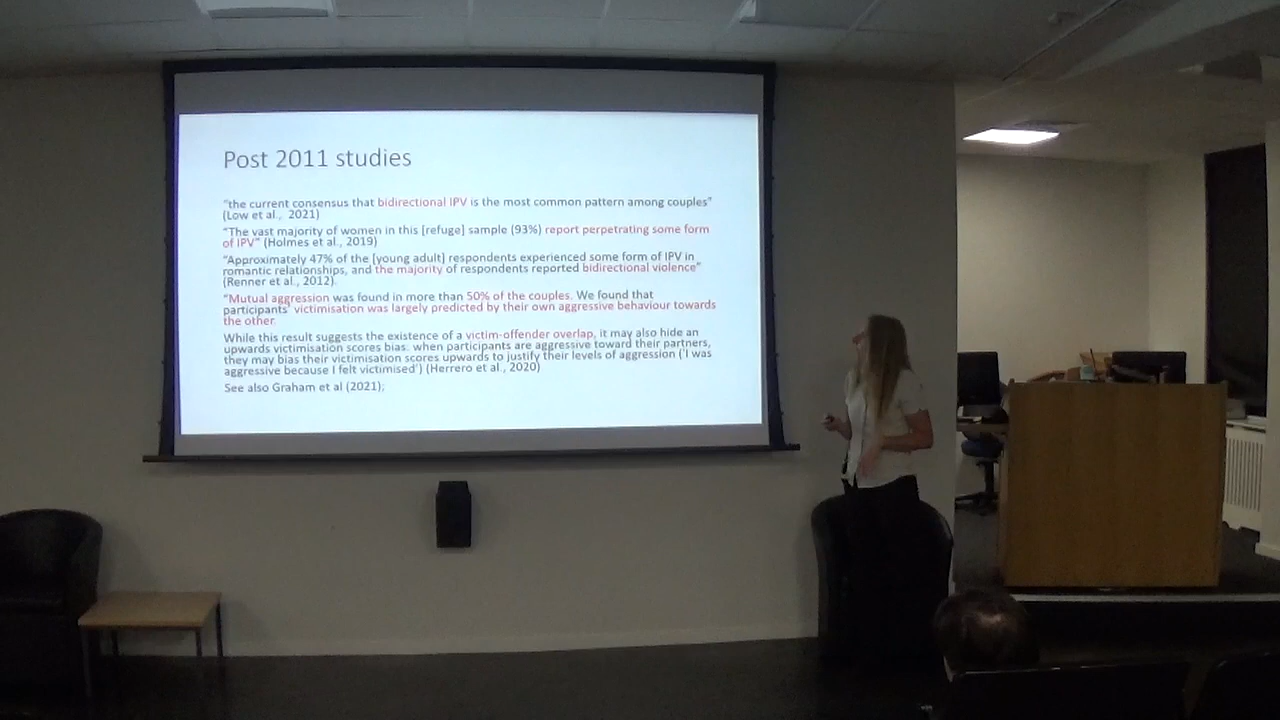 Post 2011 studies
"the current consensus that bidirectional IPV is the most common pattern among couples"
(Low et al., 2021)
"The vast majority of women in this [refuge] sample (93%) report perpetrating some form
of IPV" (Holmes et al., 2019)
"Approximately 47% of the [young adult] respondents experienced some form of IPV in
romantic relationships, and the majority of respondents reported bidirectional violence"
(Renner et al., 2012).
"Mutual aggression was found in more than 50% of the couples. We found that
participants' victimisation was largely predicted by their own aggressive behaviour towards
the other.
While this result suggests the existence of a victim-offender overlap, it may also hide an
upwards victimisation scores bias: when participants are aggressive toward their partners,
they may bias their victimisation scores upwards to justify their levels of aggression ('I was
aggressive because I felt victimised') (Herrero et al., 2020)
See also Graham et al (2021);